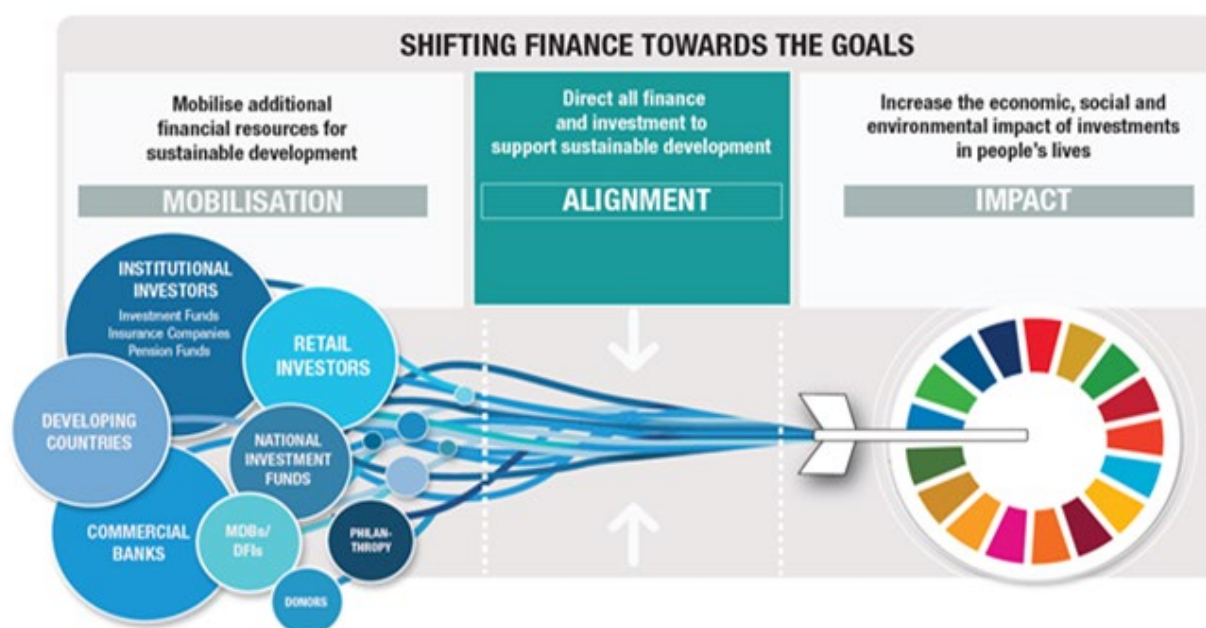 SHIFTING FINANCE TOWARDS THE GOALS
Mobilise additional
financial resources for
sustainable development
MOBILISATION
Direct all finance
and investment to
support sustainable development
ALIGNMENT
Increase the economic, social and
environmental impact of investments
in people's lives
IMPACT
INSTITUTIONAL
INVESTORS
Investment Funds
Insurance Companies
Pension Funds
RETAIL
INVESTORS
DEVELOPING
COUNTRIES
NATIONAL
INVESTMENT
FUNDS
COMMERCIAL
BANKS
MDBs/
DFIs
PHILAN-
THROPY
DONORS